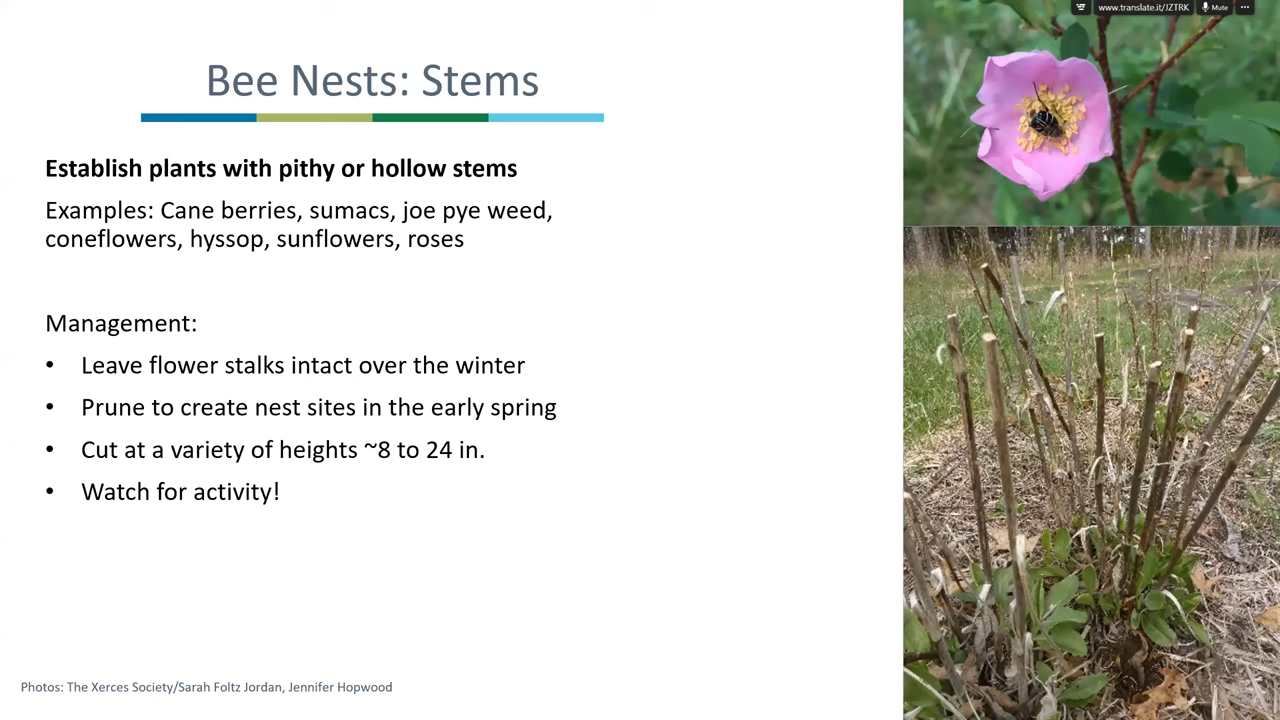 www.translate.it/JZTRK
Mute
Bee Nests: Stems
Establish plants with pithy or hollow stems
Examples: Cane berries, sumacs, joe pye weed,
coneflowers, hyssop, sunflowers, roses
Management:
• Leave flower stalks intact over the winter
• Prune to create nest sites in the early spring
• Cut at a variety of heights ~8 to 24 in.
• Watch for activity!
Photos: The Xerces Society/Sarah Foltz Jordan, Jennifer Hopwood